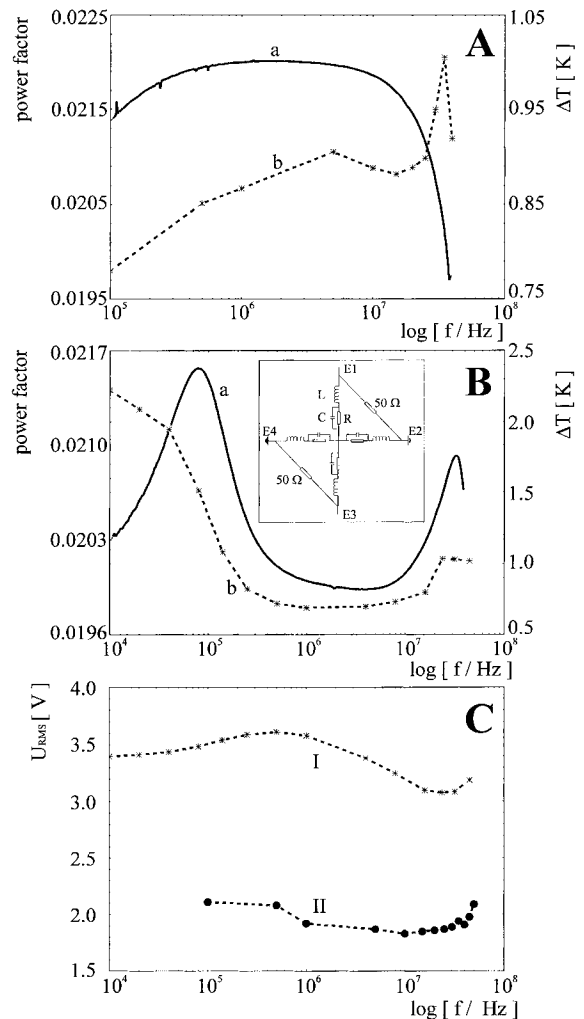 power factor
0.0220
0.0215
0.0205
0.0195
A
a
b
1.05
1.00
0.95
0.85
0.75
ΔT [ K ]
10^5 10^6 10^7 10^8
log [ f / Hz ]
power factor
0.0217
0.0210
0.0203
0.0196
B
a
b
E1
L
50 Ω
C R
E4
E2
50 Ω
E3
2.5
2.0
1.5
1.0
0.5
ΔT [ K ]
10^4 10^5 10^6 10^7 10^8
log [ f / Hz ]
U_RMS [ V ]
4.0
3.5
3.0
2.5
2.0
1.5
C
I
II
10^4 10^5 10^6 10^7 10^8
log [ f / Hz ]